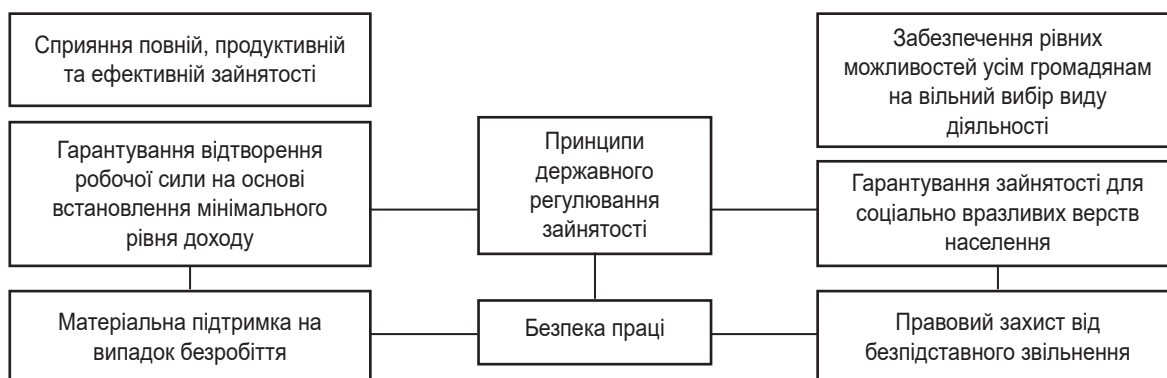 Сприяння повній, продуктивній
та ефективній зайнятості
Забезпечення рівних
можливостей усім громадянам
на вільний вибір виду
діяльності
Гарантування відтворення
робочої сили на основі
встановлення мінімального
рівня доходу
Принципи
державного
регулювання
зайнятості
Гарантування зайнятості для
соціально вразливих верств
населення
Матеріальна підтримка на
випадок безробіття
Безпека праці
Правовий захист від
безпідставного звільнення